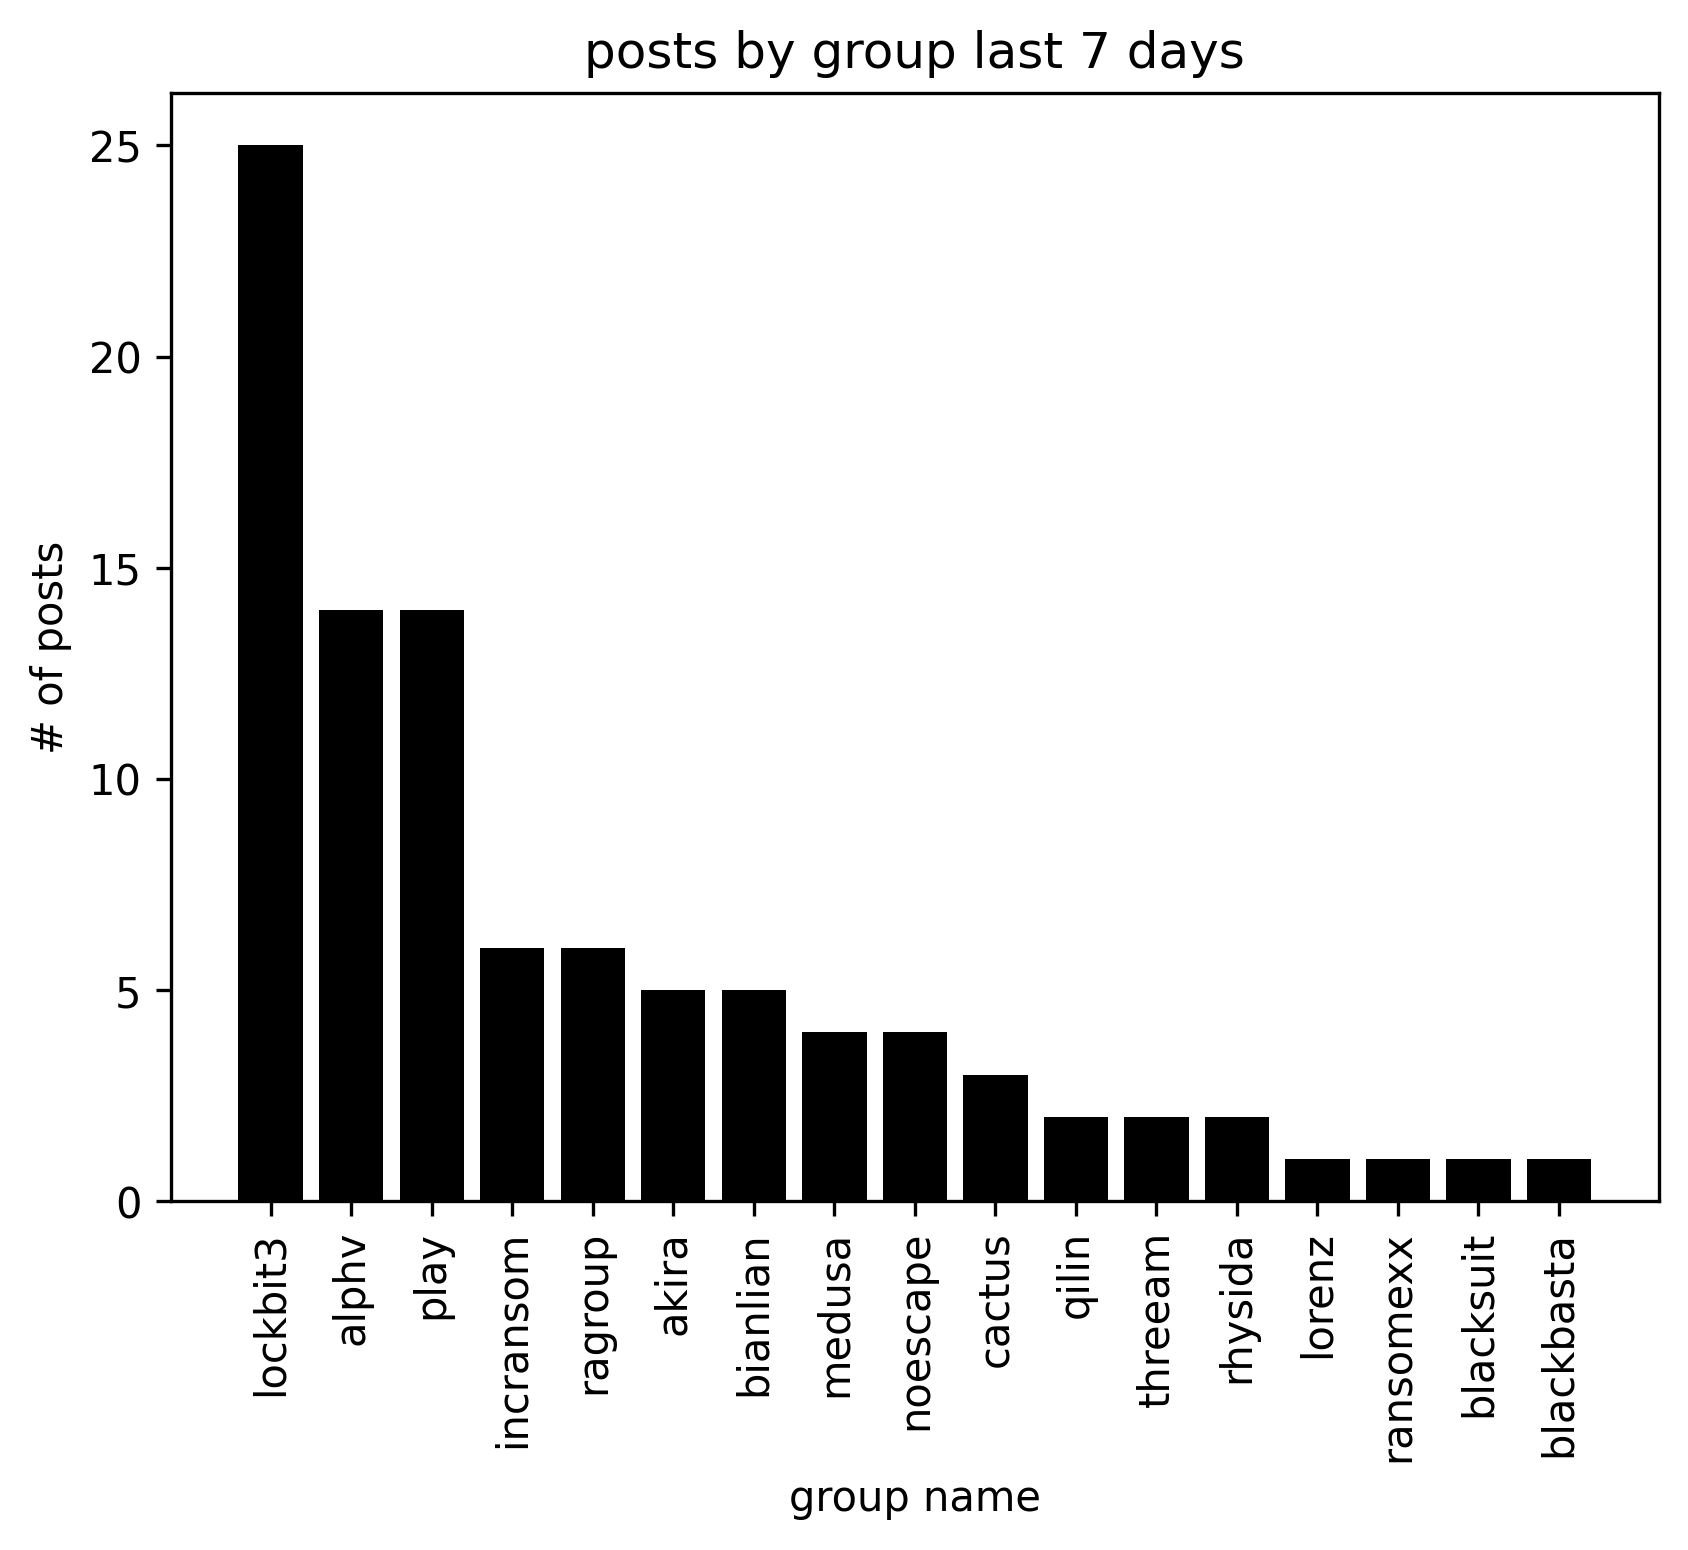 posts by group last 7 days
25
20
15
10
5
0
# of posts
lockbit3
alphv
play
incransom
ragroup
akira
bianlian
medusa
noescape
cactus
qilin
threeam
rhysida
lorenz
ransomexx
blacksuit
blackbasta
group name